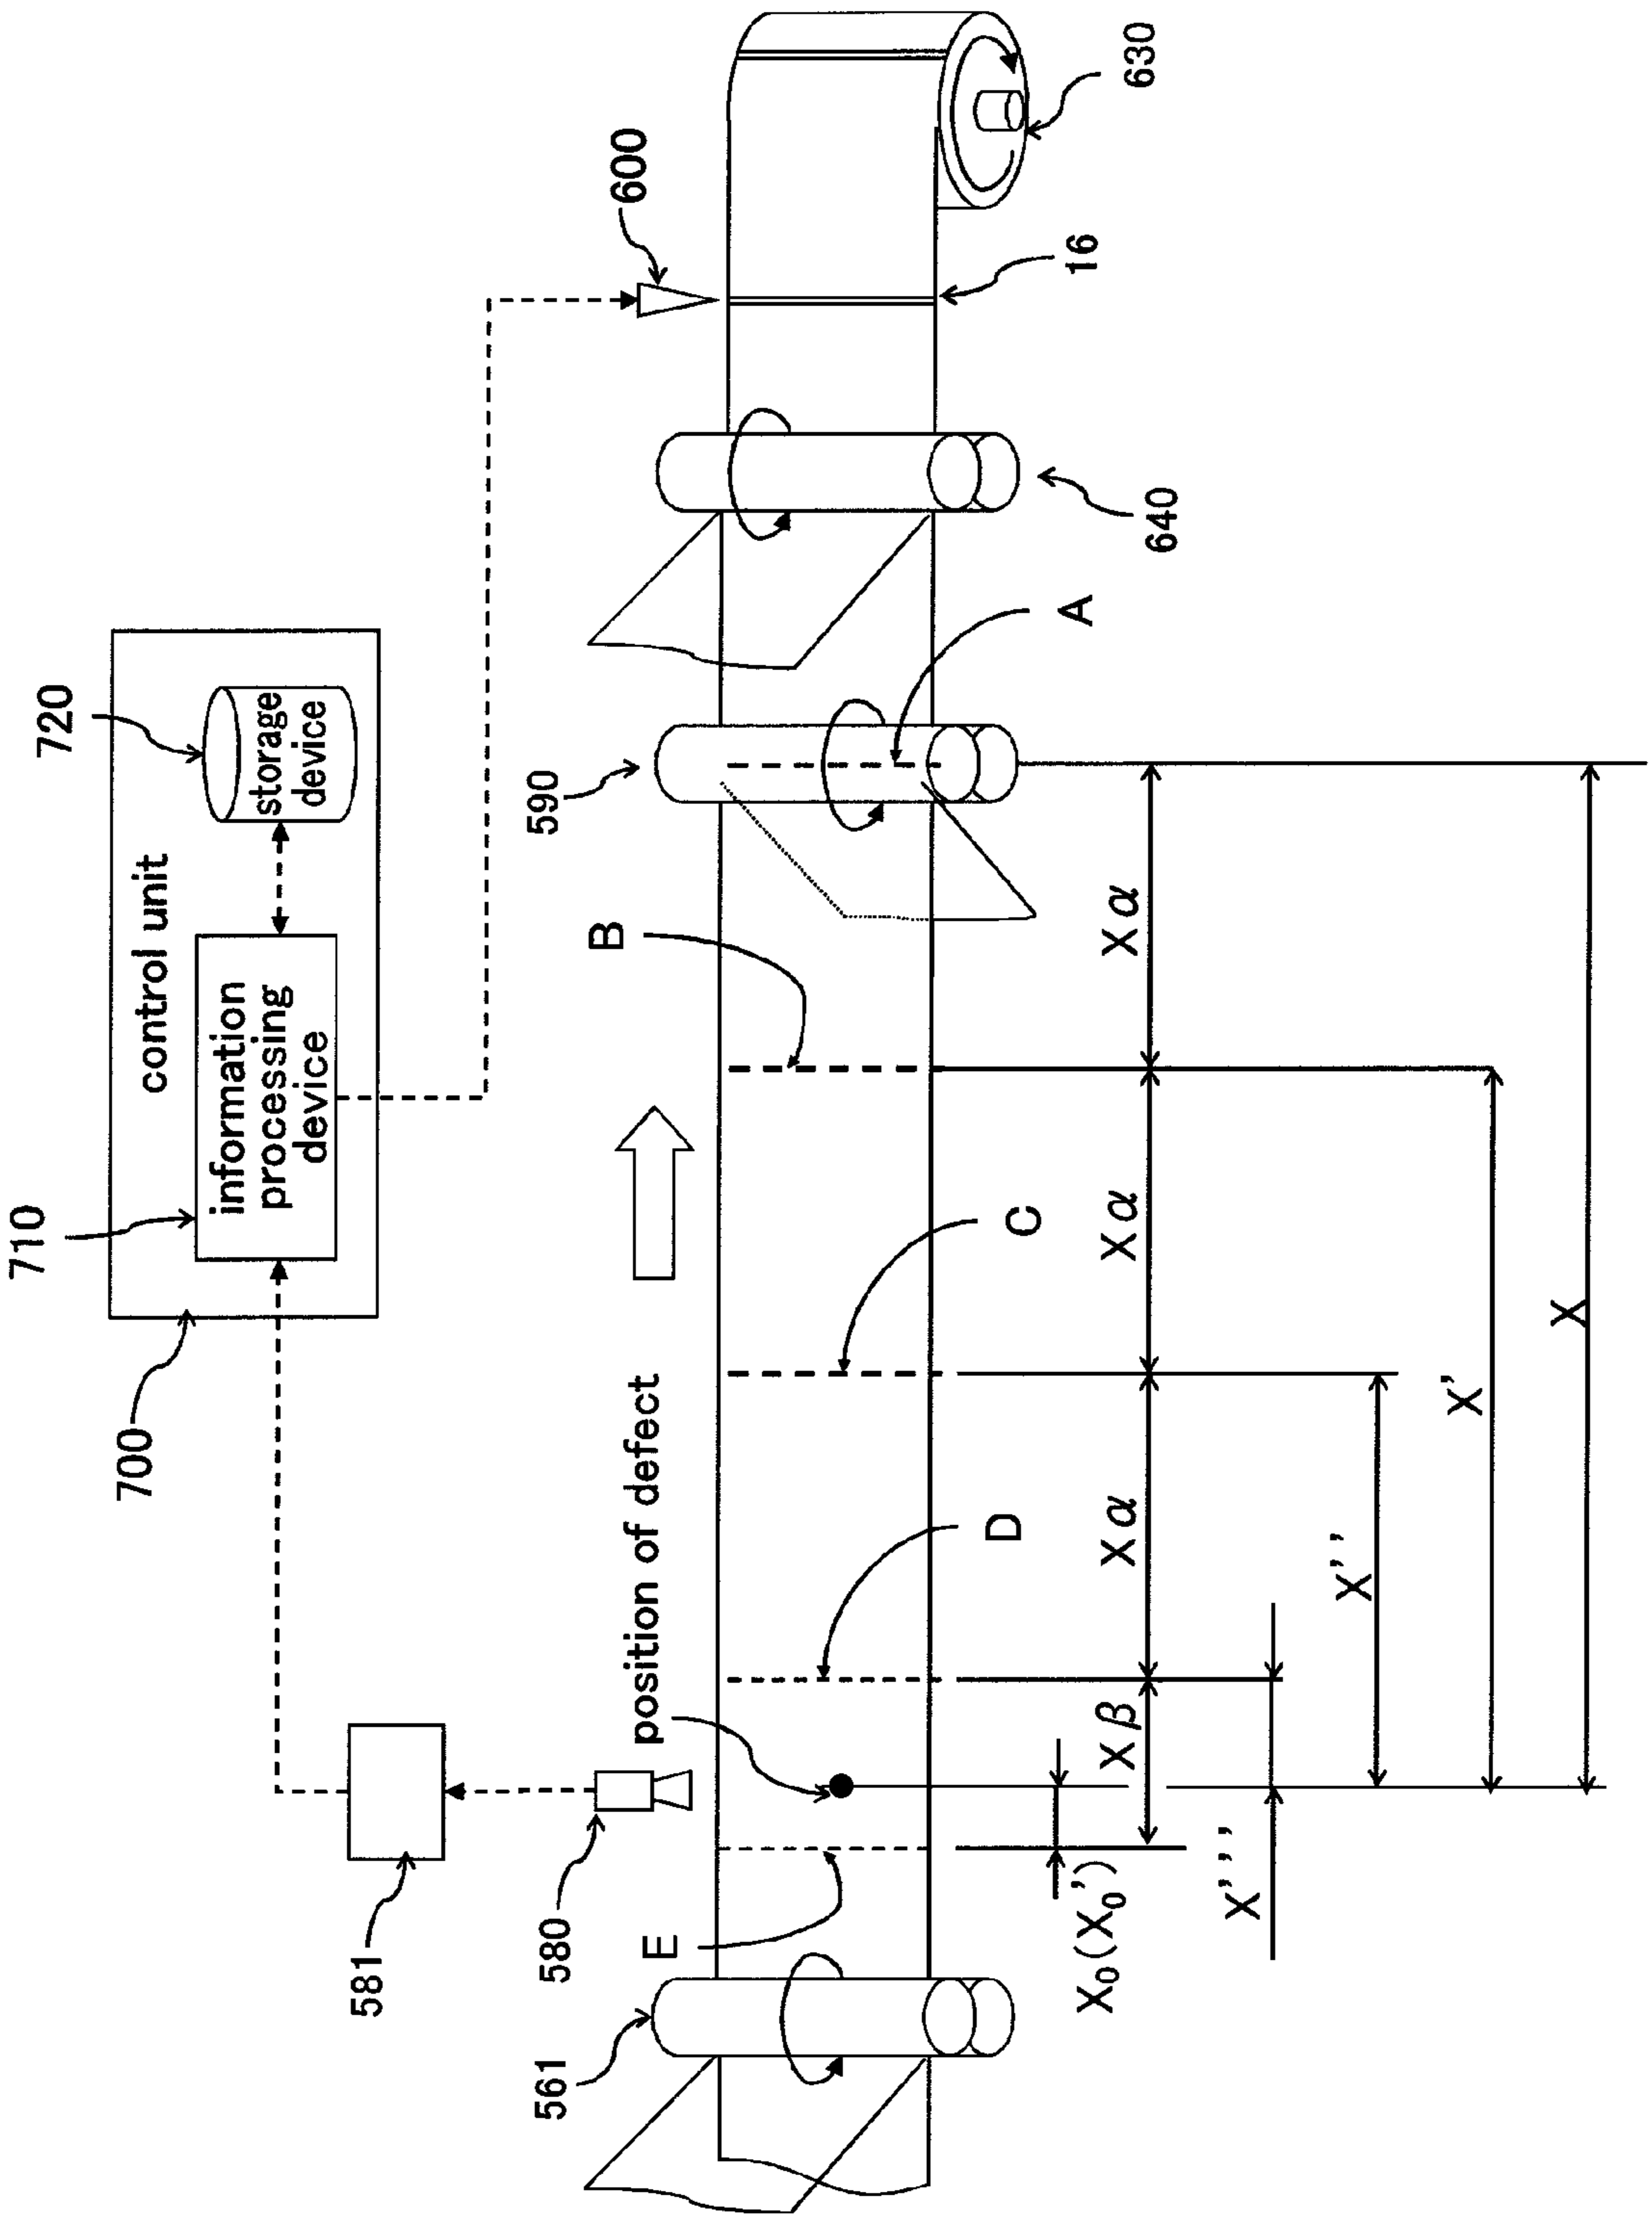 710
720
700
control unit
information
processing
device
storage
device
581
580
position of defect
600
561
E
D
C
B
590
A
640
16
630
X₀(X₀')
Xβ
Xα
Xα
Xα
X'''
X''
X'
X